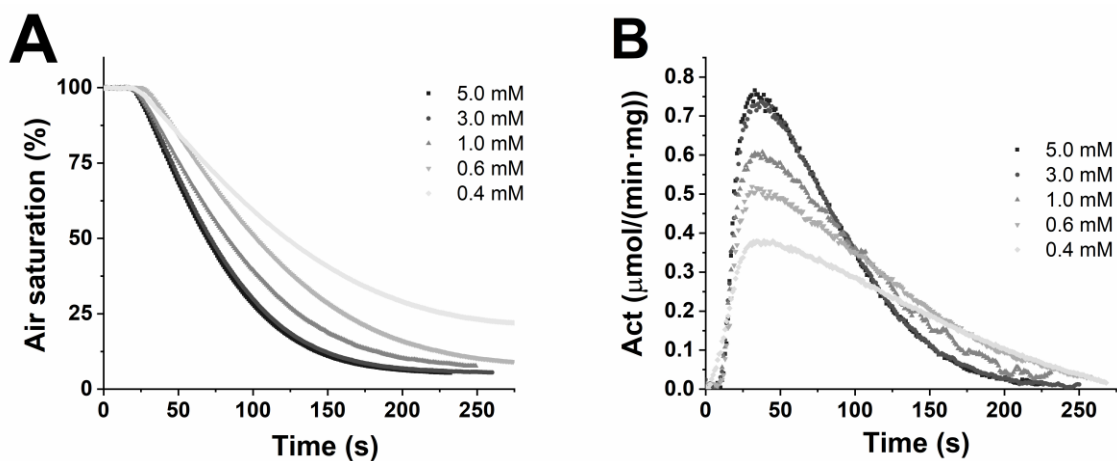 A
100
75
50
25
0
Air saturation (%)
0 50 100 150 200 250
Time (s)
5.0 mM
3.0 mM
1.0 mM
0.6 mM
0.4 mM
B
0.8
0.7
0.6
0.5
0.4
0.3
0.2
0.1
0.0
Act (μmol/(min·mg))
0 50 100 150 200 250
Time (s)
5.0 mM
3.0 mM
1.0 mM
0.6 mM
0.4 mM